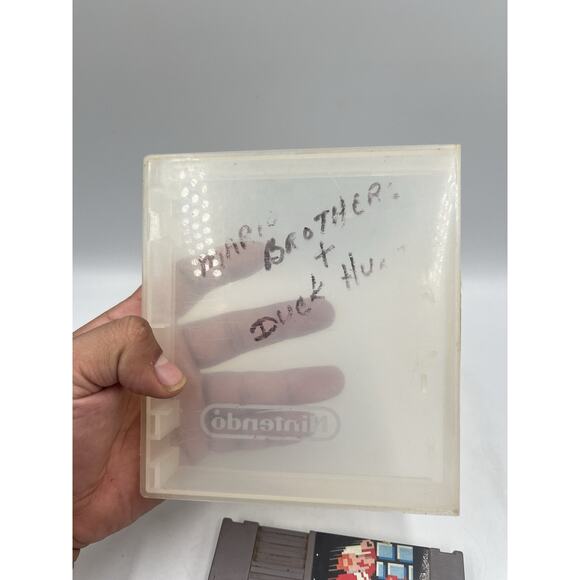 MARIO
BROTHERS
+
DUCK HUNT
Nintendo